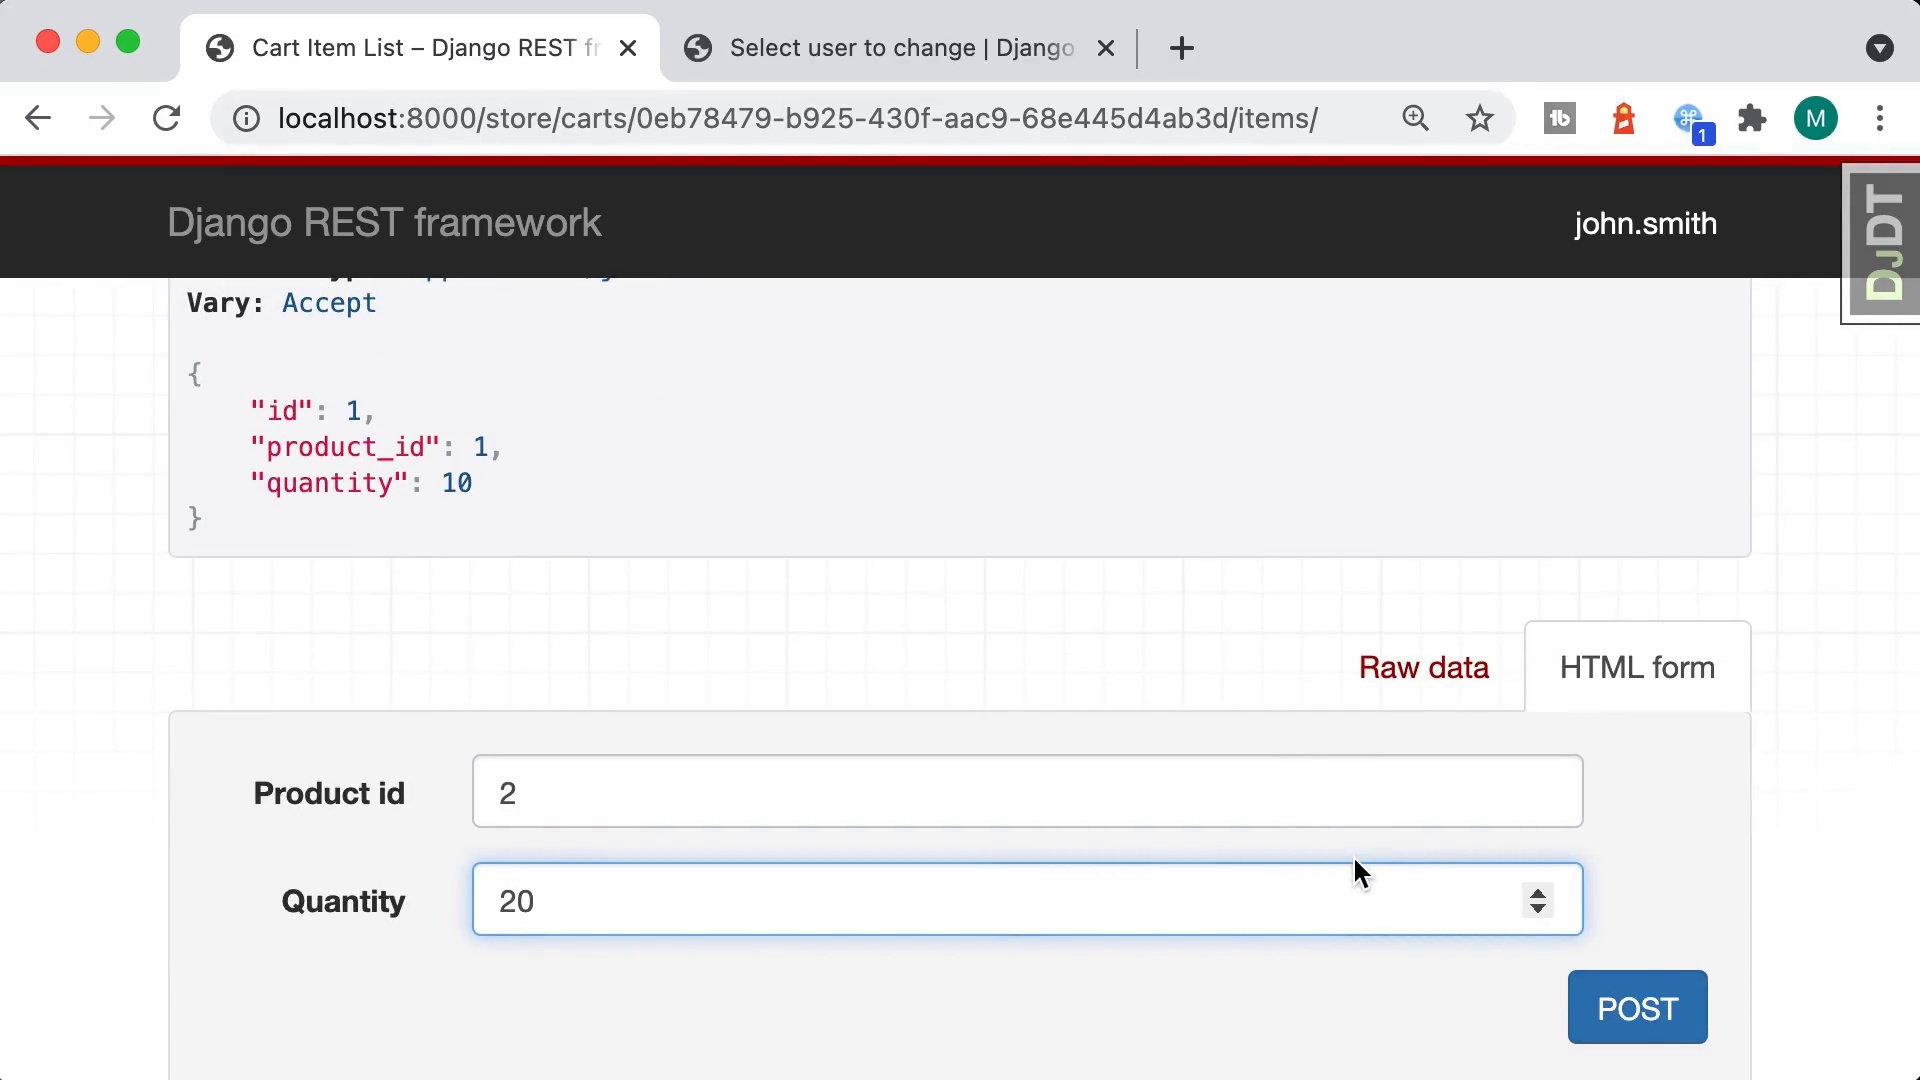 Cart Item List – Django REST fr
Select user to change | Django
localhost:8000/store/carts/0eb78479-b925-430f-aac9-68e445d4ab3d/items/
1
M
Django REST framework
john.smith
DJDT
Vary: Accept
{
"id": 1,
"product_id": 1,
"quantity": 10
}
Raw data
HTML form
Product id
2
Quantity
20
POST